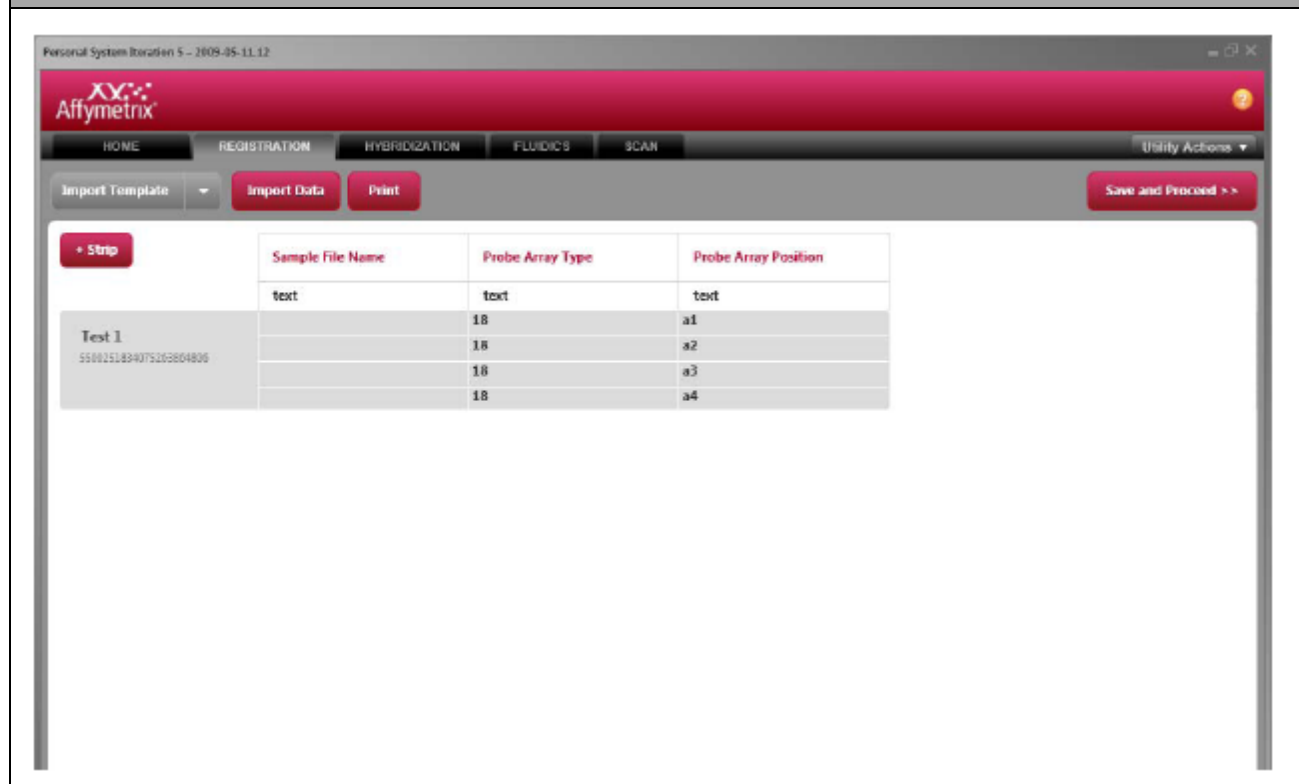 Personal System Iteration 5 - 2009-05-11.12
Affymetrix
HOME REGISTRATION HYBRIDIZATION FLUIDICS SCAN Utility Actions
Import Template Import Data Print Save and Proceed >>
+ Strip
Sample File Name Probe Array Type Probe Array Position
text text text
Test 1
18 a1
18 a2
18 a3
18 a4